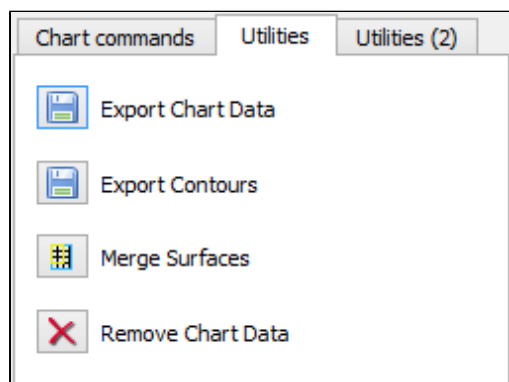 Chart commands Utilities Utilities (2)
Export Chart Data
Export Contours
Merge Surfaces
Remove Chart Data